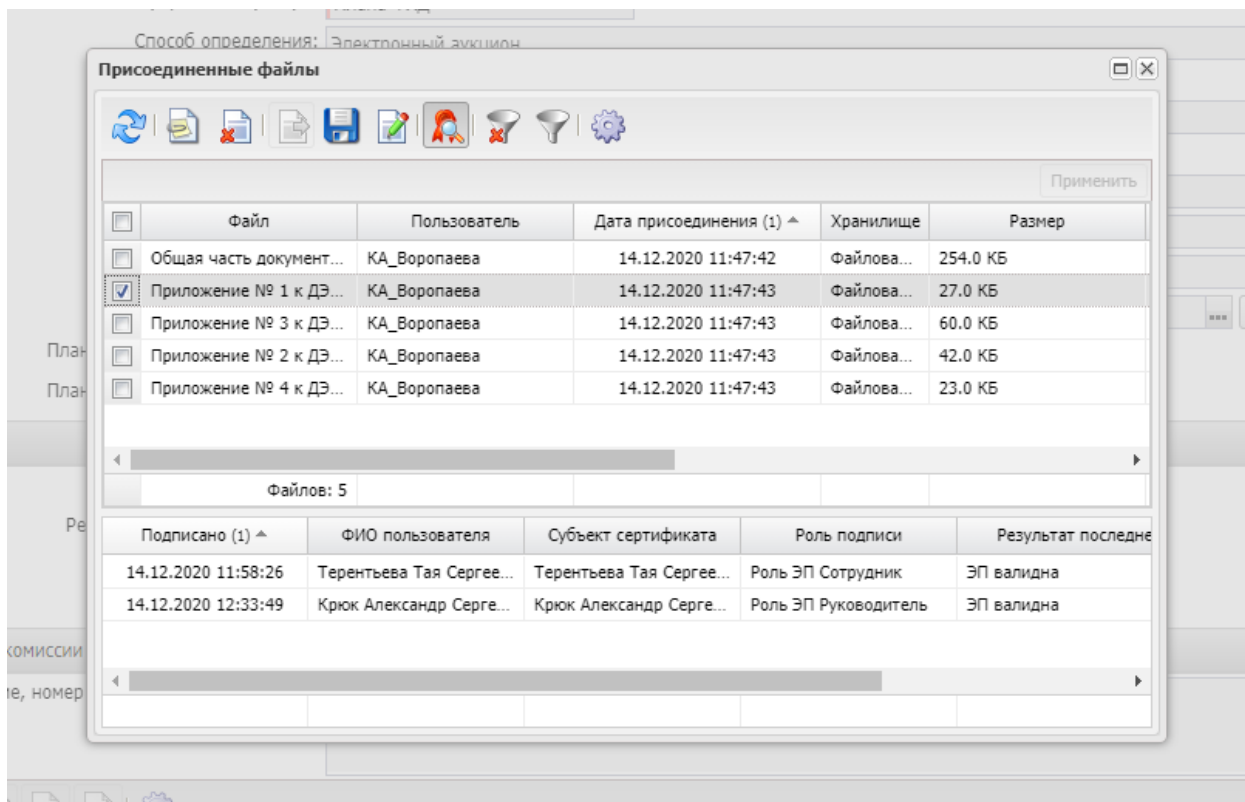 Способ определения: Электронный аукцион
Присоединенные файлы
Применить
Файл Пользователь Дата присоединения (1) Хранилище Размер
Общая часть документ... КА_Воропаева 14.12.2020 11:47:42 Файлова... 254.0 КБ
Приложение № 1 к ДЭ... КА_Воропаева 14.12.2020 11:47:43 Файлова... 27.0 КБ
Приложение № 3 к ДЭ... КА_Воропаева 14.12.2020 11:47:43 Файлова... 60.0 КБ
Приложение № 2 к ДЭ... КА_Воропаева 14.12.2020 11:47:43 Файлова... 42.0 КБ
План
Приложение № 4 к ДЭ... КА_Воропаева 14.12.2020 11:47:43 Файлова... 23.0 КБ
План
Файлов: 5
Ре
Подписано (1) ФИО пользователя Субъект сертификата Роль подписи Результат последне
14.12.2020 11:58:26 Терентьева Тая Сергее... Терентьева Тая Сергее... Роль ЭП Сотрудник ЭП валидна
14.12.2020 12:33:49 Крюк Александр Серге... Крюк Александр Серге... Роль ЭП Руководитель ЭП валидна
комиссии
ие, номер